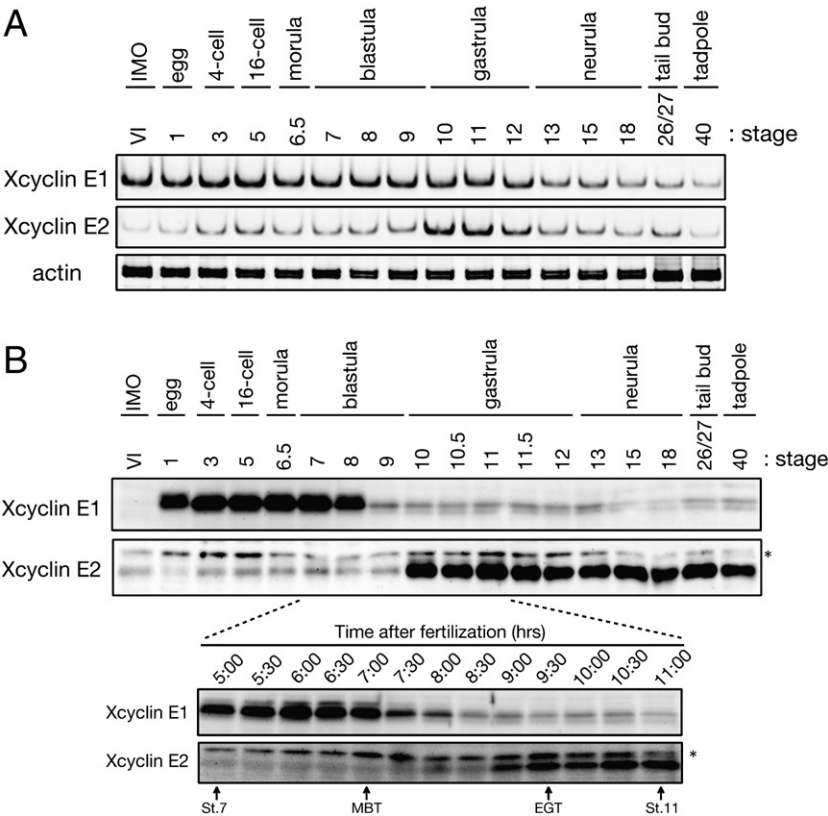 A
IMO egg 4-cell 16-cell morula blastula gastrula neurula tail bud tadpole
VI 1 3 5 6.5 7 8 9 10 11 12 13 15 18 26/27 40 : stage
Xcyclin E1
Xcyclin E2
actin
B
IMO egg 4-cell 16-cell morula blastula gastrula neurula tail bud tadpole
VI 1 3 5 6.5 7 8 9 10 10.5 11 11.5 12 13 15 18 26/27 40 : stage
Xcyclin E1
Xcyclin E2 *
Time after fertilization (hrs)
5:00 5:30 6:00 6:30 7:00 7:30 8:00 8:30 9:00 9:30 10:00 10:30 11:00
Xcyclin E1
Xcyclin E2 *
St.7 MBT EGT St.11